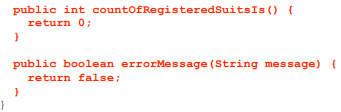 public int countOfRegisteredSuitsIs() {
return 0;
}
public boolean errorMessage(String message) {
return false;
}
}